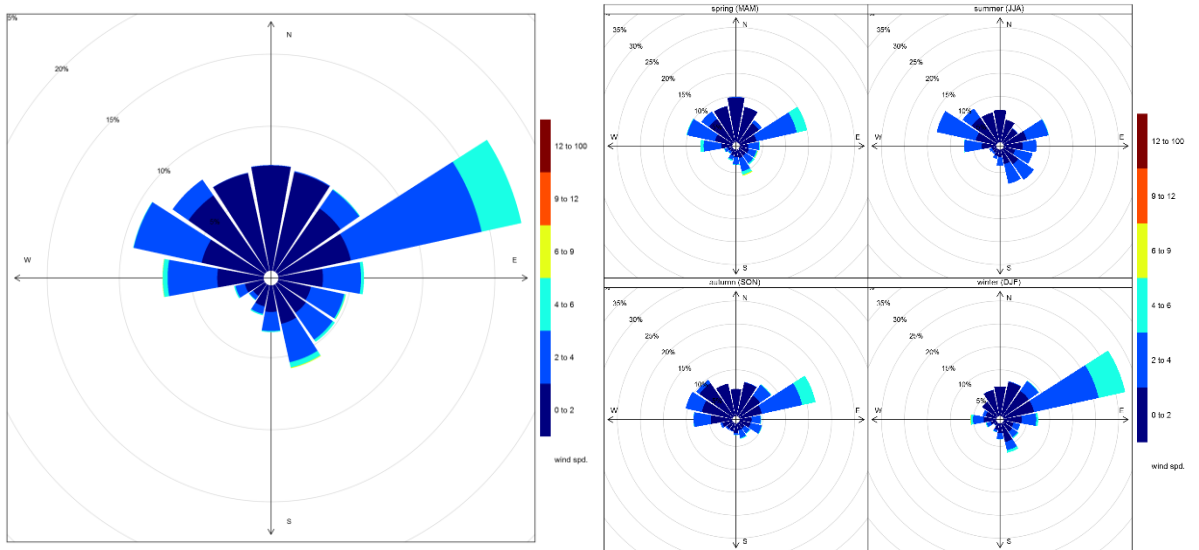 5%
N
20%
15%
10%
W
E
S
12 to 100
9 to 12
6 to 9
4 to 6
2 to 4
0 to 2
wind spd.
spring (MAM)
N
35%
30%
25%
20%
15%
10%
W
E
S
summer (JJA)
N
35%
30%
25%
20%
15%
10%
W
E
S
autumn (SON)
N
35%
30%
25%
20%
15%
10%
W
E
S
winter (DJF)
N
35%
30%
25%
20%
15%
10%
5%
W
E
S
12 to 100
9 to 12
6 to 9
4 to 6
2 to 4
0 to 2
wind spd.